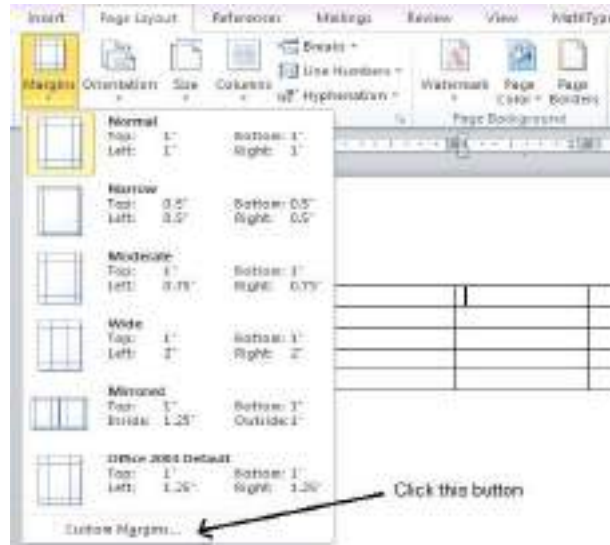 Insert Page Layout References Mailings Review View MathType
Margins Orientation Size Columns Breaks Line Numbers Hyphenation Watermark Page Color Page Borders
Page Background
Normal
Top: 1" Bottom: 1"
Left: 1" Right: 1"
Narrow
Top: 0.5" Bottom: 0.5"
Left: 0.5" Right: 0.5"
Moderate
Top: 1" Bottom: 1"
Left: 0.75" Right: 0.75"
Wide
Top: 1" Bottom: 1"
Left: 2" Right: 2"
Mirrored
Top: 1" Bottom: 1"
Inside: 1.25" Outside: 1"
Office 2003 Default
Top: 1" Bottom: 1"
Left: 1.25" Right: 1.25"
Custom Margins...
Click this button